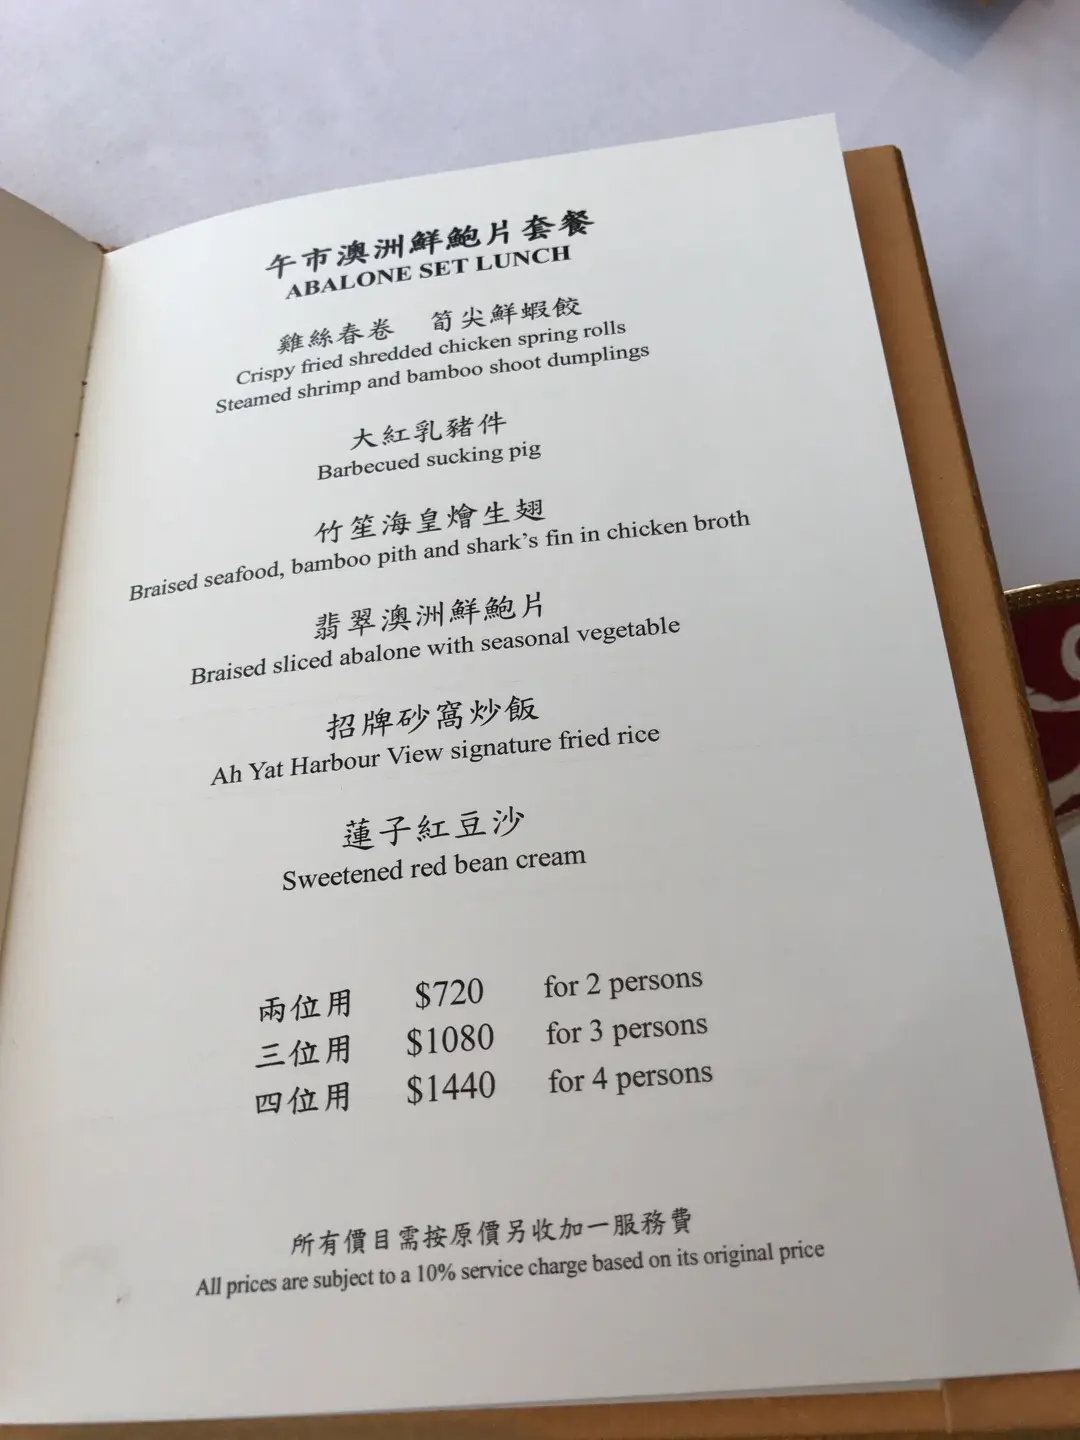 午市澳洲鮮鮑片套餐
ABALONE SET LUNCH
雞絲春卷 筍尖鮮蝦餃
Crispy fried shredded chicken spring rolls
Steamed shrimp and bamboo shoot dumplings
大紅乳豬件
Barbecued sucking pig
竹笙海皇燴生翅
Braised seafood, bamboo pith and shark's fin in chicken broth
翡翠澳洲鮮鮑片
Braised sliced abalone with seasonal vegetable
招牌砂窩炒飯
Ah Yat Harbour View signature fried rice
蓮子紅豆沙
Sweetened red bean cream
兩位用 $720 for 2 persons
三位用 $1080 for 3 persons
四位用 $1440 for 4 persons
所有價目需按原價另收加一服務費
All prices are subject to a 10% service charge based on its original price